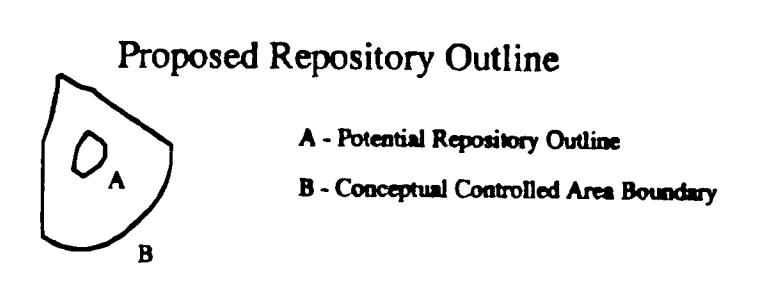 Proposed Repository Outline
A - Potential Repository Outline
A
B - Conceptual Controlled Area Boundary
B